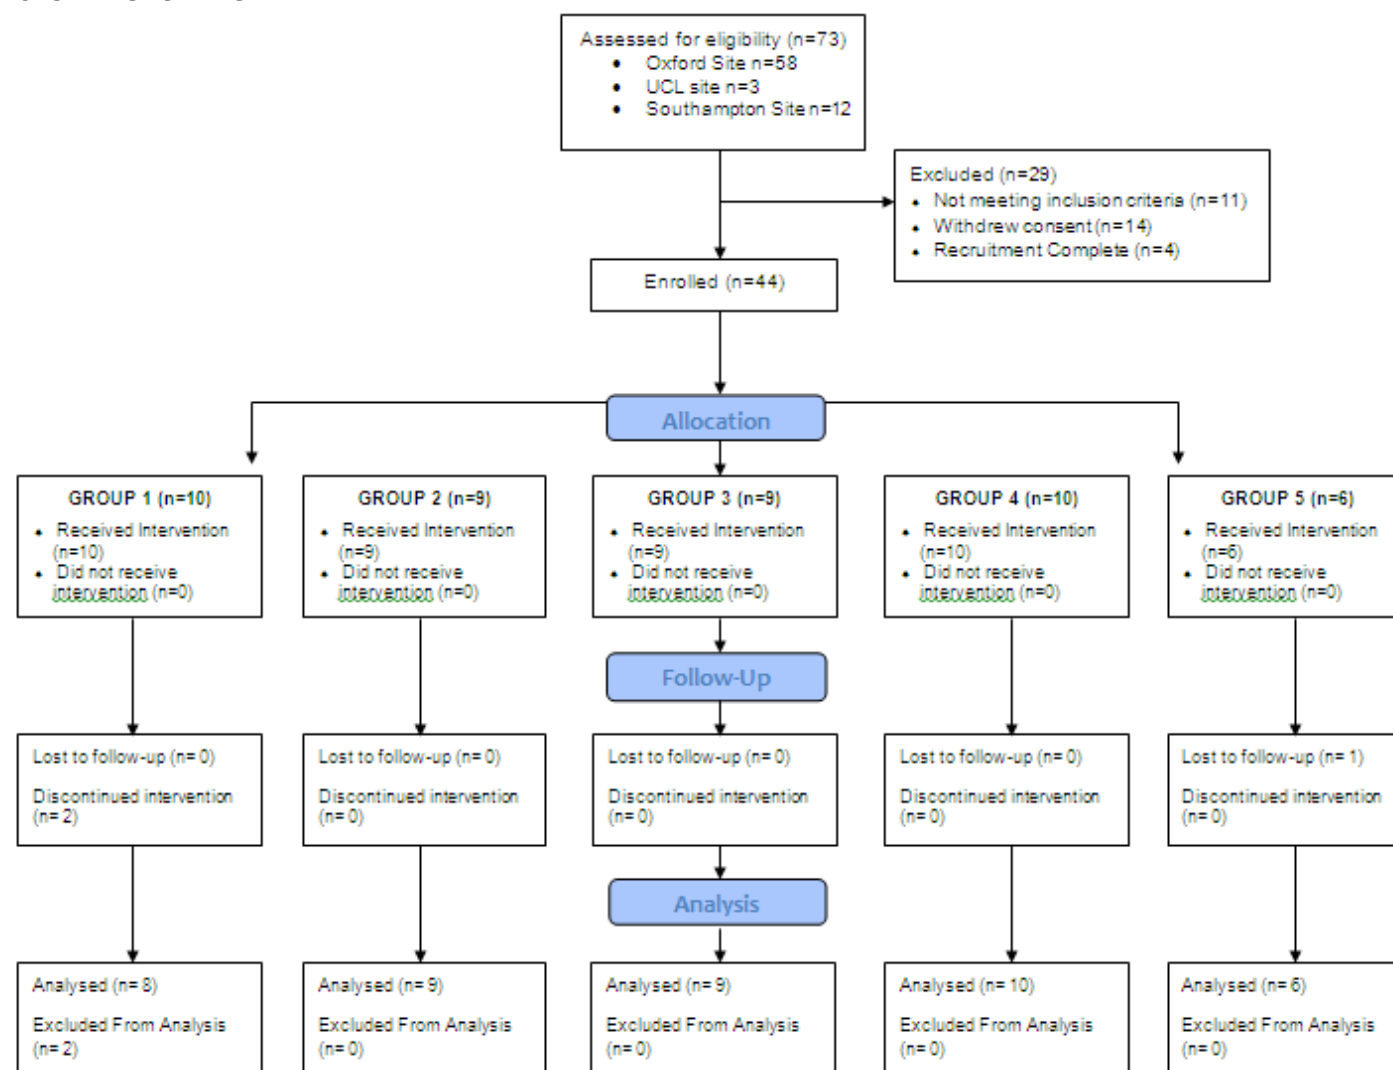 Assessed for eligibility (n=73)
• Oxford Site n=58
• UCL site n=3
• Southampton Site n=12
Excluded (n=29)
• Not meeting inclusion criteria (n=11)
• Withdrew consent (n=14)
• Recruitment Complete (n=4)
Enrolled (n=44)
Allocation
GROUP 1 (n=10)
• Received Intervention
(n=10)
• Did not receive
intervention (n=0)
GROUP 2 (n=9)
• Received Intervention
(n=9)
• Did not receive
intervention (n=0)
GROUP 3 (n=9)
• Received Intervention
(n=9)
• Did not receive
intervention (n=0)
GROUP 4 (n=10)
• Received Intervention
(n=10)
• Did not receive
intervention (n=0)
GROUP 5 (n=6)
• Received Intervention
(n=6)
• Did not receive
intervention (n=0)
Follow-Up
Lost to follow-up (n= 0)
Discontinued intervention
(n= 2)
Lost to follow-up (n= 0)
Discontinued intervention
(n= 0)
Lost to follow-up (n= 0)
Discontinued intervention
(n= 0)
Lost to follow-up (n= 0)
Discontinued intervention
(n= 0)
Lost to follow-up (n= 1)
Discontinued intervention
(n= 0)
Analysis
Analysed (n= 8)
Excluded From Analysis
(n= 2)
Analysed (n= 9)
Excluded From Analysis
(n= 0)
Analysed (n= 9)
Excluded From Analysis
(n= 0)
Analysed (n= 10)
Excluded From Analysis
(n= 0)
Analysed (n= 6)
Excluded From Analysis
(n= 0)